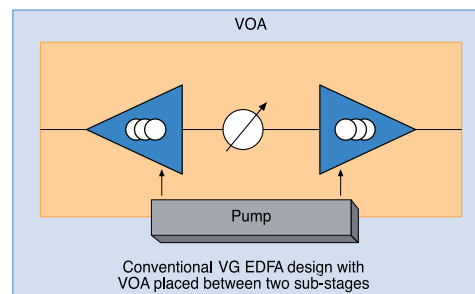 VOA
Pump
Conventional VG EDFA design with
VOA placed between two sub-stages